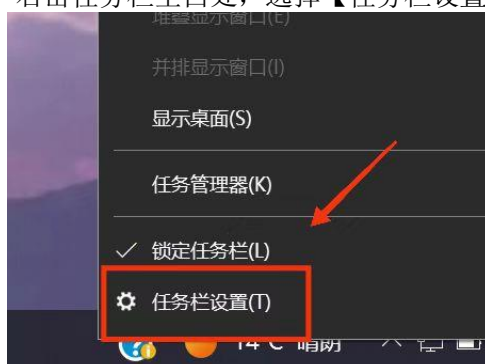 右击任务栏空白处，选择【任务栏设置
堆叠显示窗口(E)
并排显示窗口(I)
显示桌面(S)
任务管理器(K)
锁定任务栏(L)
任务栏设置(T)
14°C 晴朗